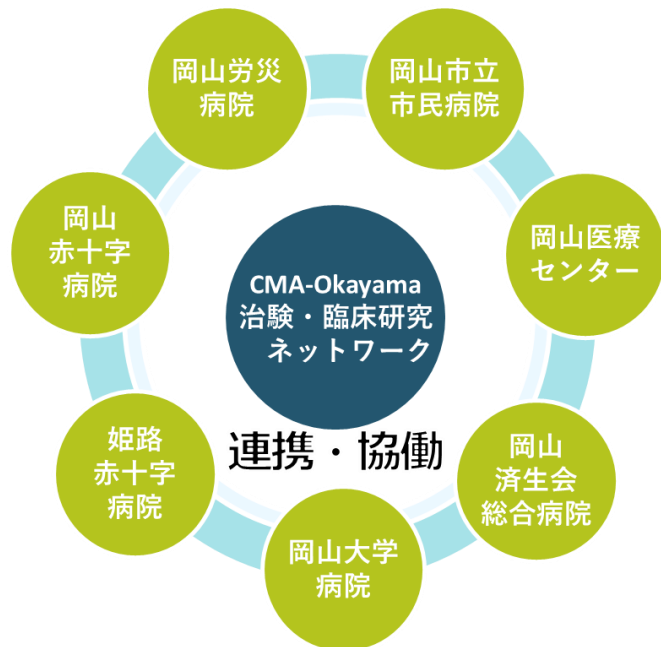 岡山労災
病院
岡山市立
市民病院
岡山
赤十字
病院
岡山医療
センター
CMA-Okayama
治験・臨床研究
ネットワーク
連携・協働
姫路
赤十字
病院
岡山
済生会
総合病院
岡山大学
病院